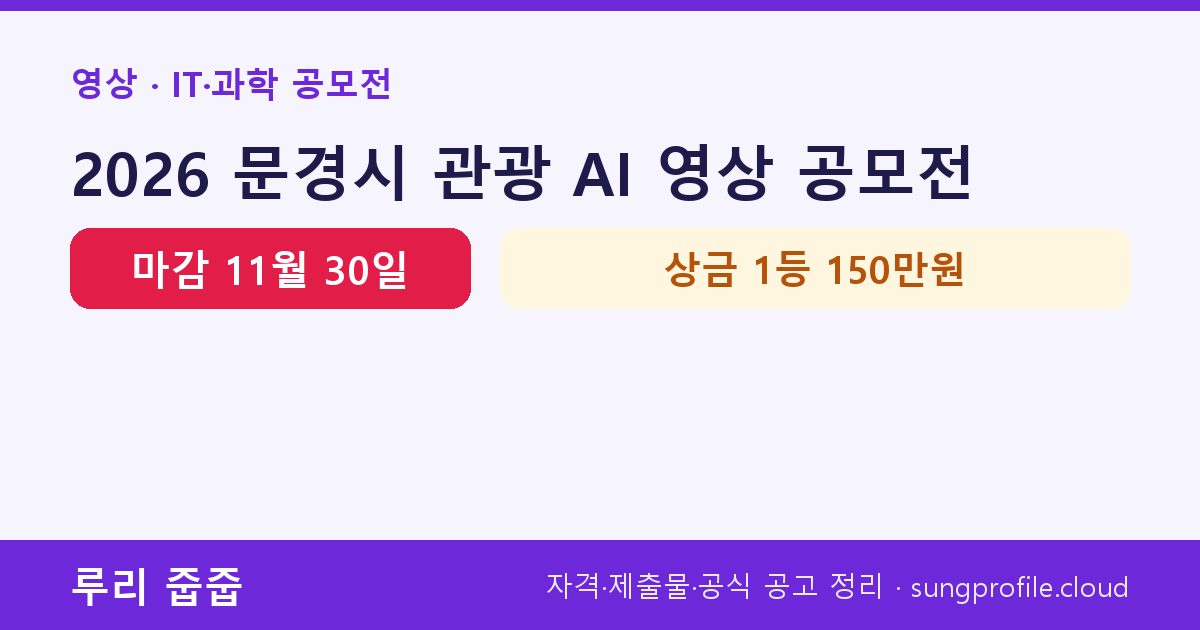 영상 · IT·과학 공모전
2026 문경시 관광 AI 영상 공모전
마감 11월 30일
상금 1등 150만원
루리 줍줍
자격·제출물·공식 공고 정리 · sungprofile.cloud